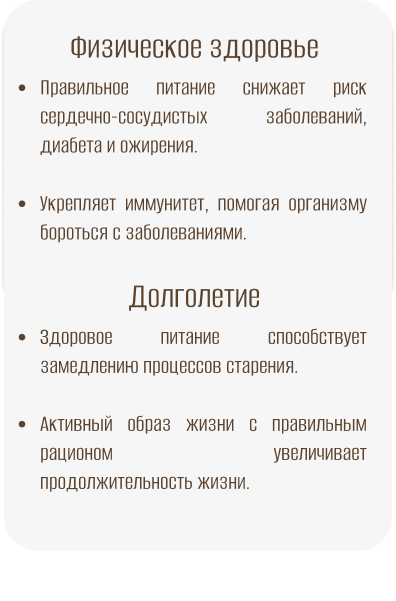 Физическое здоровье
• Правильное питание снижает риск
сердечно-сосудистых заболеваний,
диабета и ожирения.
• Укрепляет иммунитет, помогая организму
бороться с заболеваниями.
Долголетие
• Здоровое питание способствует
замедлению процессов старения.
• Активный образ жизни с правильным
рационом увеличивает
продолжительность жизни.